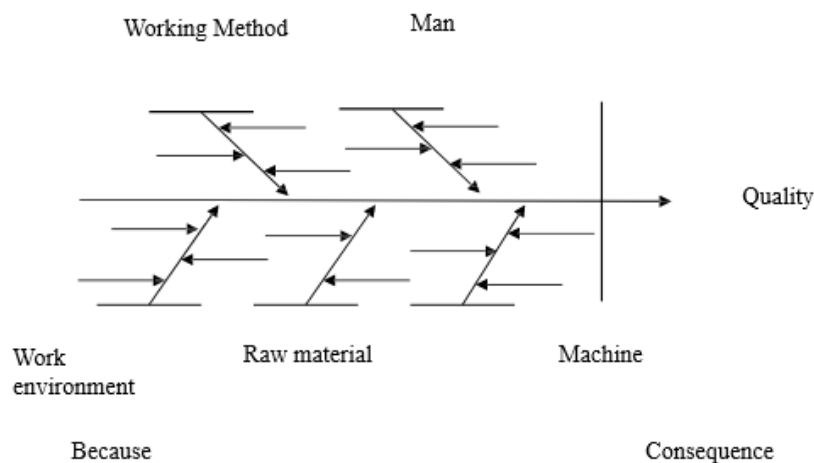 Working Method
Man
Quality
Work
environment
Raw material
Machine
Because
Consequence